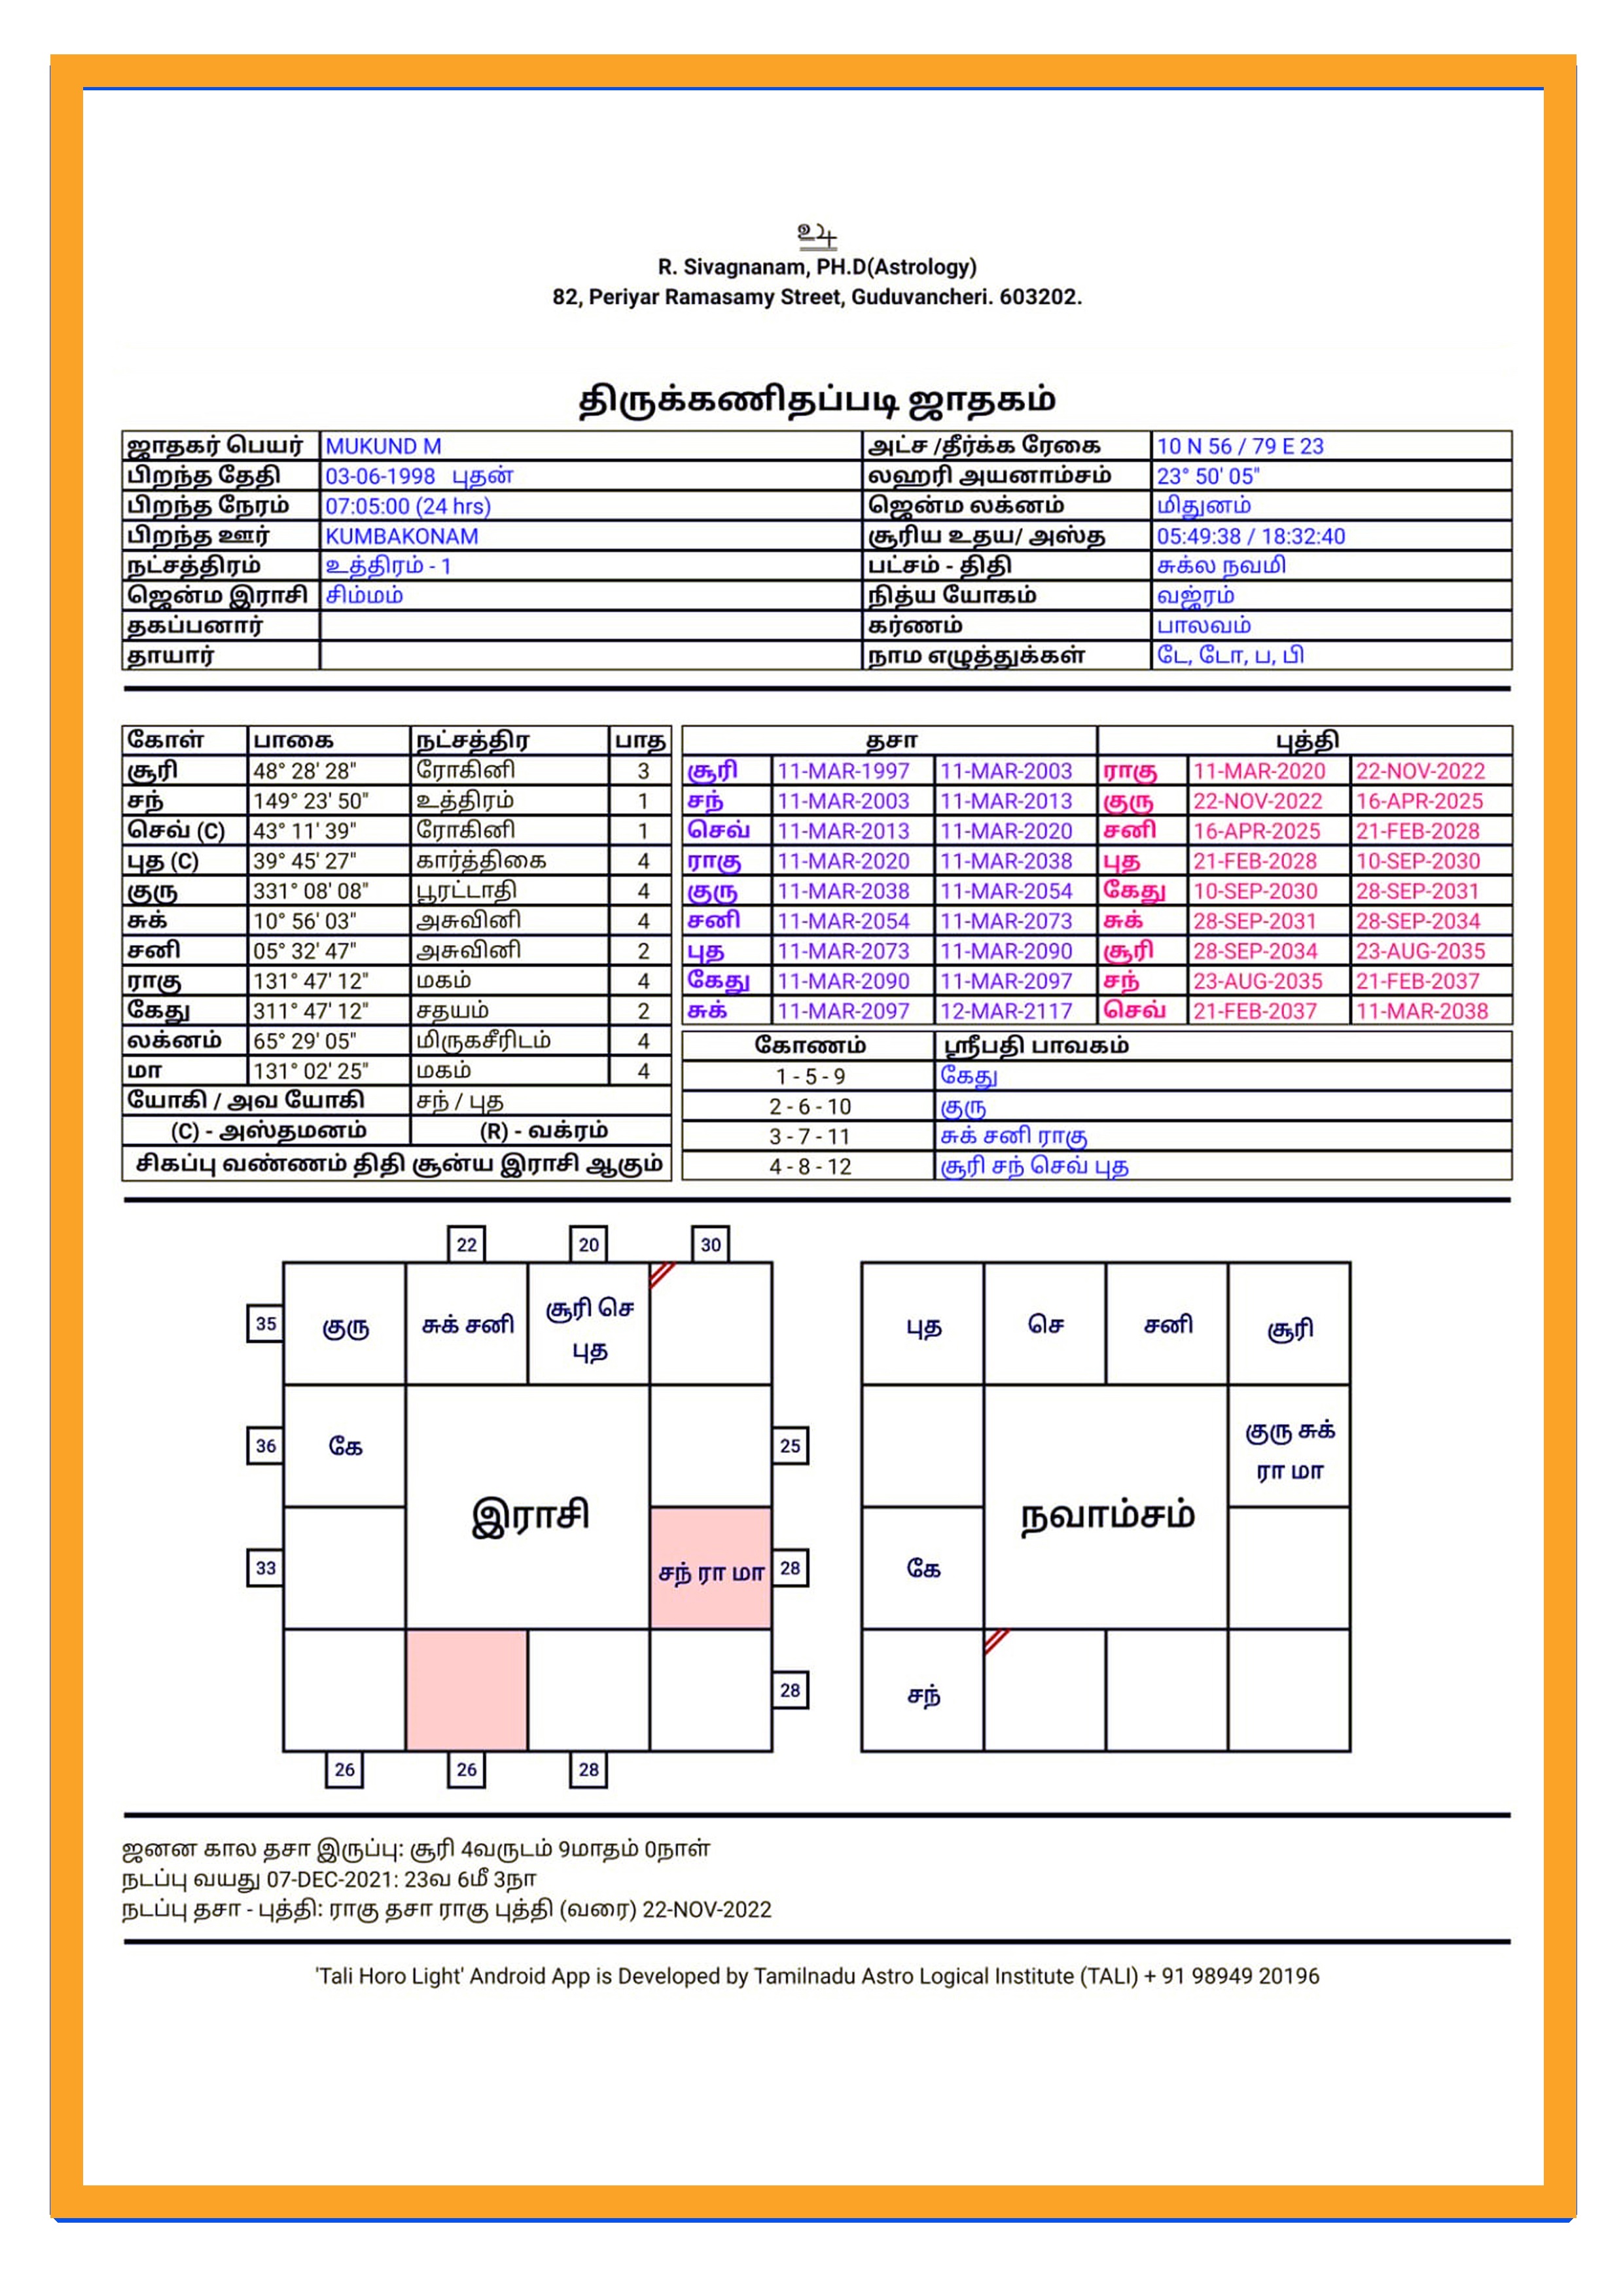 உ
R. Sivagnanam, PH.D(Astrology)
82, Periyar Ramasamy Street, Guduvancheri. 603202.
திருக்கணிதப்படி ஜாதகம்
ஜாதகர் பெயர் MUKUND M அட்ச /தீர்க்க ரேகை 10 N 56 / 79 E 23
பிறந்த தேதி 03-06-1998 புதன் லஹரி அயனாம்சம் 23° 50' 05"
பிறந்த நேரம் 07:05:00 (24 hrs) ஜென்ம லக்னம் மிதுனம்
பிறந்த ஊர் KUMBAKONAM சூரிய உதய/ அஸ்த 05:49:38 / 18:32:40
நட்சத்திரம் உத்திரம் - 1 பட்சம் - திதி சுக்ல நவமி
ஜென்ம இராசி சிம்மம் நித்ய யோகம் வஜ்ரம்
தகப்பனார் கர்ணம் பாலவம்
தாயார் நாம எழுத்துக்கள் டே, டோ, ப, பி
கோள் பாகை நட்சத்திர பாத
சூரி 48° 28' 28" ரோகினி 3
சந் 149° 23' 50" உத்திரம் 1
செவ் (C) 43° 11' 39" ரோகினி 1
புத (C) 39° 45' 27" கார்த்திகை 4
குரு 331° 08' 08" பூரட்டாதி 4
சுக் 10° 56' 03" அசுவினி 4
சனி 05° 32' 47" அசுவினி 2
ராகு 131° 47' 12" மகம் 4
கேது 311° 47' 12" சதயம் 2
லக்னம் 65° 29' 05" மிருகசீரிடம் 4
மா 131° 02' 25" மகம் 4
யோகி / அவ யோகி சந் / புத
(C) - அஸ்தமனம் (R) - வக்ரம்
சிகப்பு வண்ணம் திதி சூன்ய இராசி ஆகும்
தசா புத்தி
சூரி 11-MAR-1997 11-MAR-2003 ராகு 11-MAR-2020 22-NOV-2022
சந் 11-MAR-2003 11-MAR-2013 குரு 22-NOV-2022 16-APR-2025
செவ் 11-MAR-2013 11-MAR-2020 சனி 16-APR-2025 21-FEB-2028
ராகு 11-MAR-2020 11-MAR-2038 புத 21-FEB-2028 10-SEP-2030
குரு 11-MAR-2038 11-MAR-2054 கேது 10-SEP-2030 28-SEP-2031
சனி 11-MAR-2054 11-MAR-2073 சுக் 28-SEP-2031 28-SEP-2034
புத 11-MAR-2073 11-MAR-2090 சூரி 28-SEP-2034 23-AUG-2035
கேது 11-MAR-2090 11-MAR-2097 சந் 23-AUG-2035 21-FEB-2037
சுக் 11-MAR-2097 12-MAR-2117 செவ் 21-FEB-2037 11-MAR-2038
கோணம் ஸ்ரீபதி பாவகம்
1 - 5 - 9 கேது
2 - 6 - 10 குரு
3 - 7 - 11 சுக் சனி ராகு
4 - 8 - 12 சூரி சந் செவ் புத
22 20 30
35 குரு சுக் சனி சூரி செ
புத
36 கே 25
இராசி
33 சந் ரா மா 28
28
26 26 28
புத செ சனி சூரி
குரு சுக்
ரா மா
நவாம்சம்
கே
சந்
ஜனன கால தசா இருப்பு: சூரி 4வருடம் 9மாதம் 0நாள்
நடப்பு வயது 07-DEC-2021: 23வ 6மீ 3நா
நடப்பு தசா - புத்தி: ராகு தசா ராகு புத்தி (வரை) 22-NOV-2022
'Tali Horo Light' Android App is Developed by Tamilnadu Astro Logical Institute (TALI) + 91 98949 20196